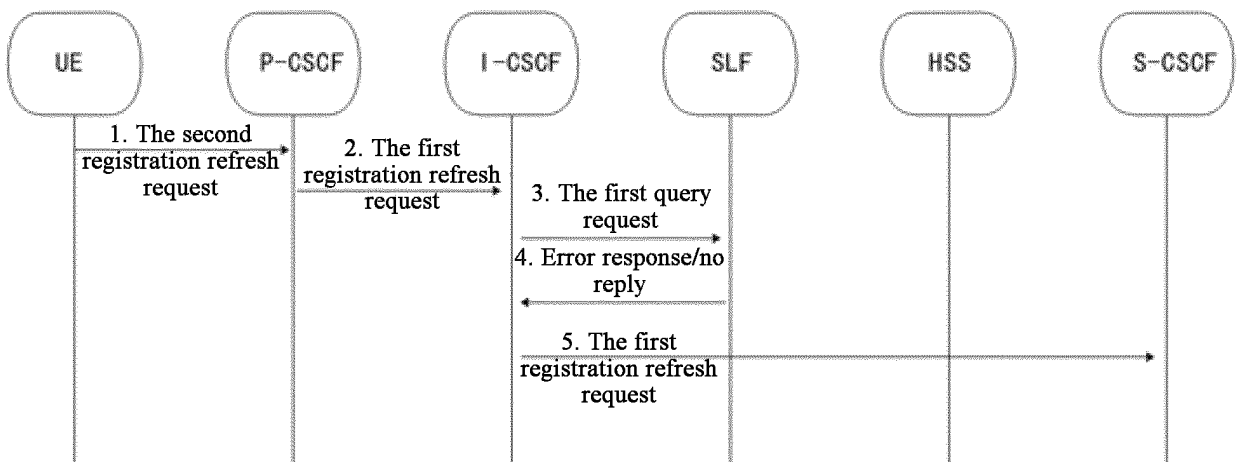 UE
P-CSCF
I-CSCF
SLF
HSS
S-CSCF
1. The second
registration refresh
request
2. The first
registration refresh
request
3. The first query
request
4. Error response/no
reply
5. The first
registration refresh
request